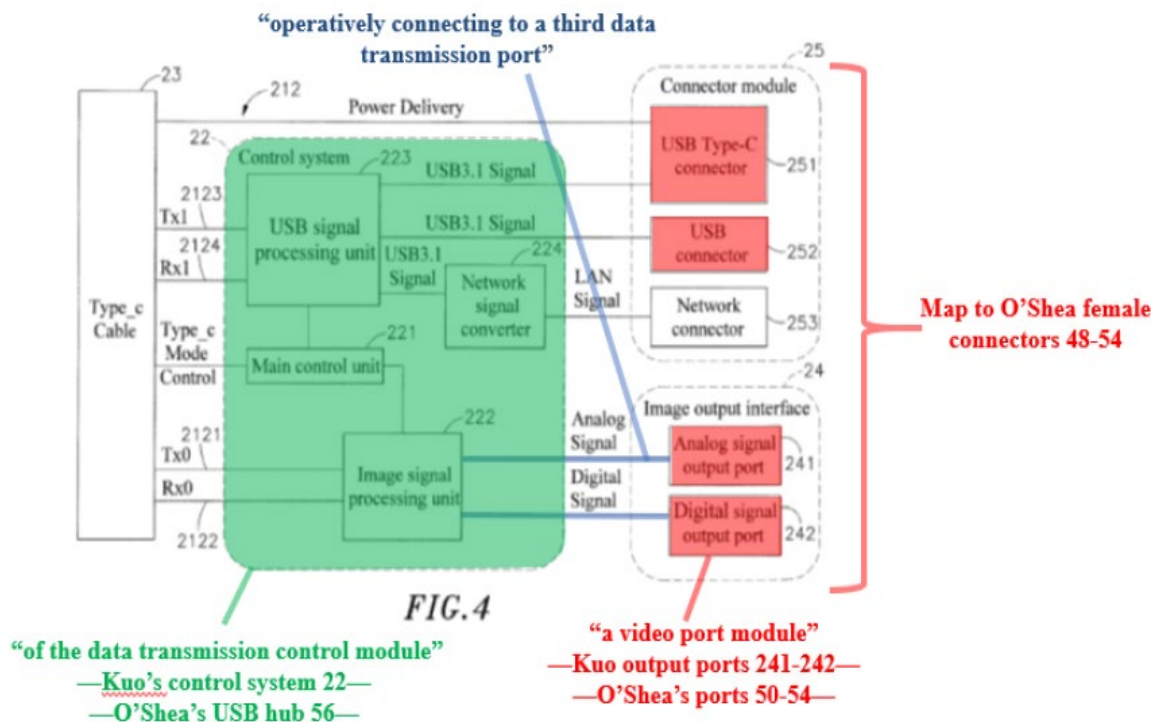 “operatively connecting to a third data
transmission port”
23
212
Power Delivery
25
Connector module
22
Control system
223
USB3.1 Signal
USB Type-C
connector
251
2123
Tx1
USB signal
processing unit
USB3.1 Signal
USB
connector
252
2124
Rx1
USB3.1
Signal
224
Network
signal
converter
LAN
Signal
Network
connector
253
Type_c
Cable
Type_c
Mode
Control
221
Main control unit
Map to O’Shea female
connectors 48-54
24
Image output interface
222
Analog
Signal
Analog signal
output port
241
2121
Tx0
Image signal
processing unit
Digital
Signal
Rx0
Digital signal
output port
242
2122
FIG.4
“of the data transmission control module”
—Kuo’s control system 22—
—O’Shea’s USB hub 56—
“a video port module”
—Kuo output ports 241-242—
—O’Shea’s ports 50-54—